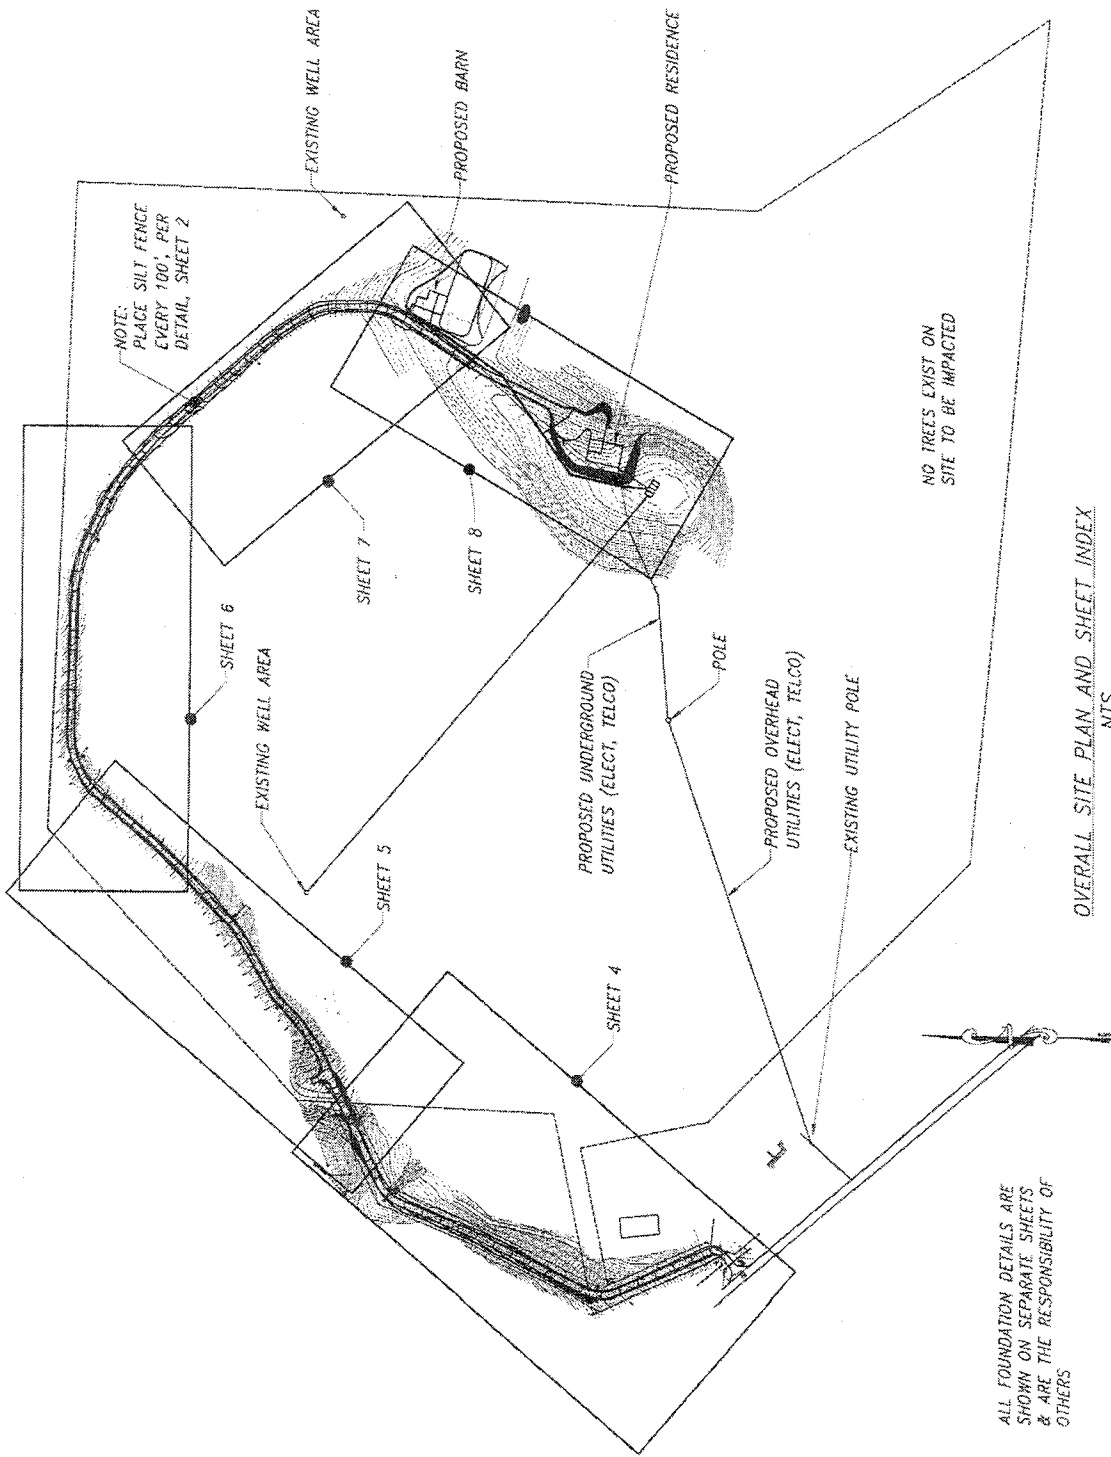 EXISTING WELL AREA
PROPOSED BARN
PROPOSED RESIDENCE
NOTE:
PLACE SILT FENCE
EVERY 100', PER
DETAIL, SHEET 2
SHEET 7
SHEET 8
SHEET 6
EXISTING WELL AREA
SHEET 5
SHEET 4
PROPOSED UNDERGROUND
UTILITIES (ELECT, TELCO)
POLE
PROPOSED OVERHEAD
UTILITIES (ELECT, TELCO)
EXISTING UTILITY POLE
NO TREES EXIST ON
SITE TO BE IMPACTED
ALL FOUNDATION DETAILS ARE
SHOWN ON SEPARATE SHEETS
& ARE THE RESPONSIBILITY OF
OTHERS
OVERALL SITE PLAN AND SHEET INDEX
NTS